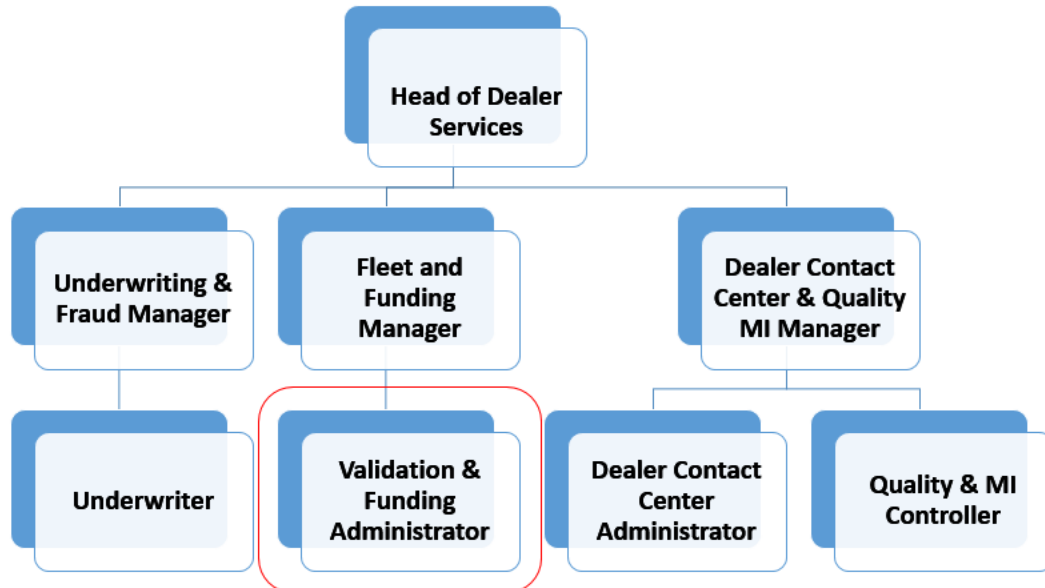 Head of Dealer
Services
Underwriting &
Fraud Manager
Fleet and
Funding
Manager
Dealer Contact
Center & Quality
MI Manager
Underwriter
Validation &
Funding
Administrator
Dealer Contact
Center
Administrator
Quality & MI
Controller